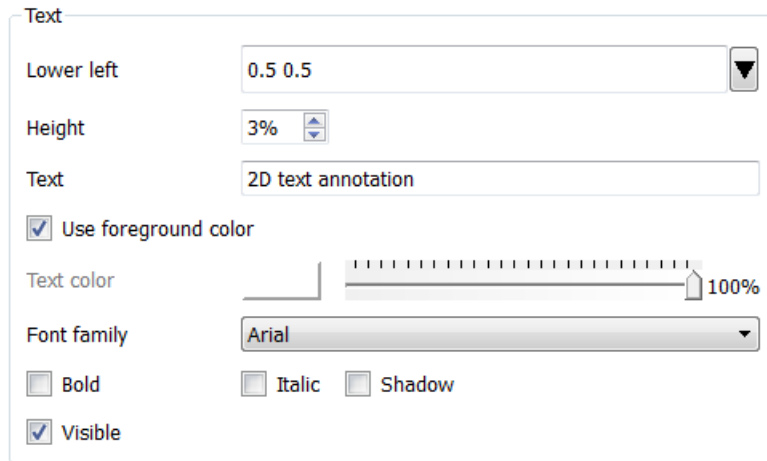 Text
Lower left 0.5 0.5
Height 3%
Text 2D text annotation
Use foreground color
Text color 100%
Font family Arial
Bold Italic Shadow
Visible